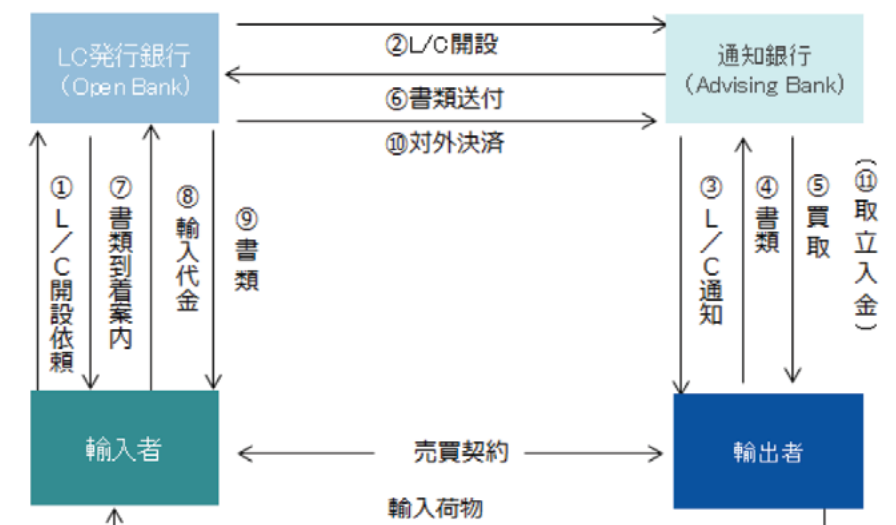 LC発行銀行
(Open Bank)
②L/C開設
⑥書類送付
⑩対外決済
通知銀行
(Advising Bank)
①L/C開設依頼
⑦書類到着案内
⑧輸入代金
⑨書類
③L/C通知
④書類
⑤買取
(⑪取立入金)
輸入者
売買契約
輸出者
輸入荷物